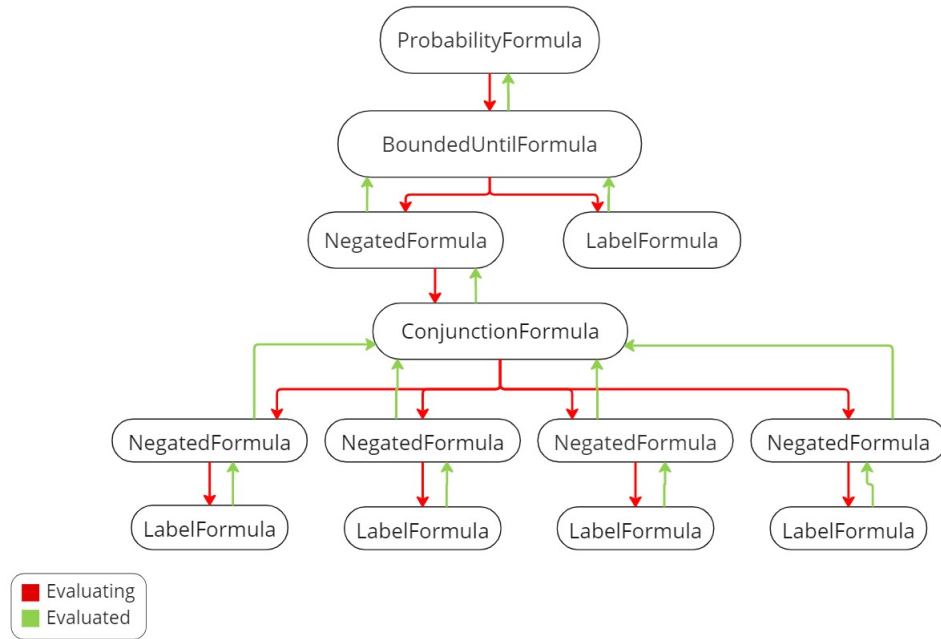 ProbabilityFormula
BoundedUntilFormula
NegatedFormula
LabelFormula
ConjunctionFormula
NegatedFormula
NegatedFormula
NegatedFormula
NegatedFormula
LabelFormula
LabelFormula
LabelFormula
LabelFormula
Evaluating
Evaluated